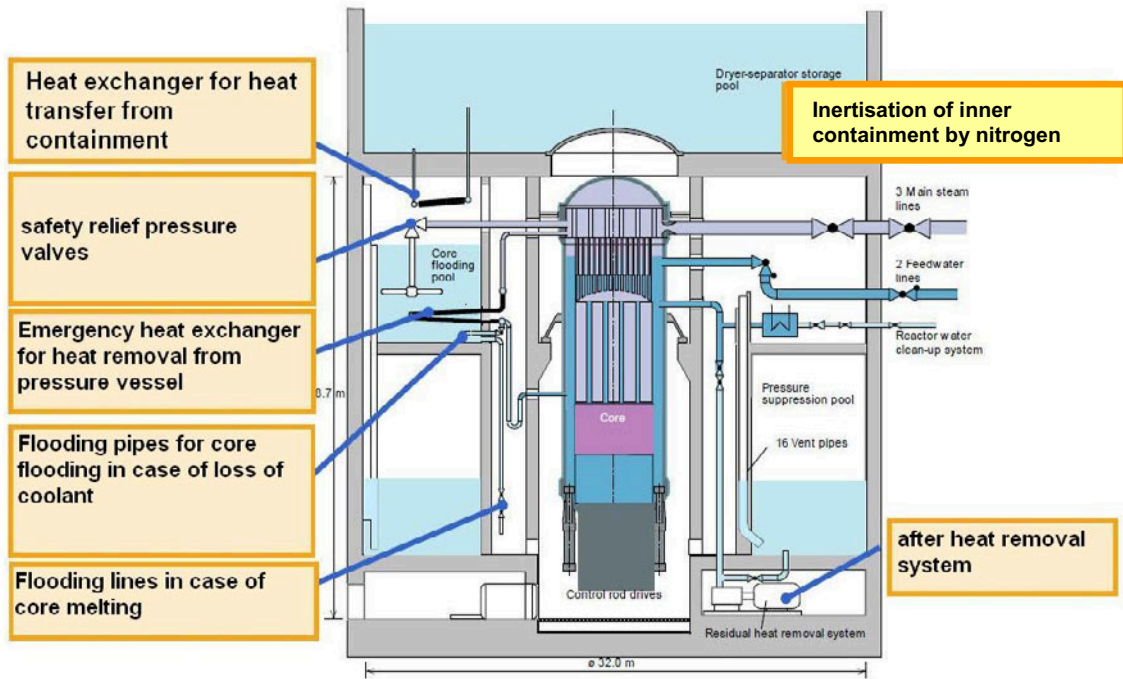 Heat exchanger for heat
transfer from
containment
safety relief pressure
valves
Emergency heat exchanger
for heat removal from
pressure vessel
Flooding pipes for core
flooding in case of loss of
coolant
Flooding lines in case of
core melting
Dryer-separator storage
pool
Inertisation of inner
containment by nitrogen
3 Main steam
lines
Core
flooding
pool
2 Feedwater
lines
Reactor water
clean-up system
8.7 m
Pressure
suppression pool
Core
16 Vent pipes
after heat removal
system
Control rod drives
Residual heat removal system
ø 32.0 m